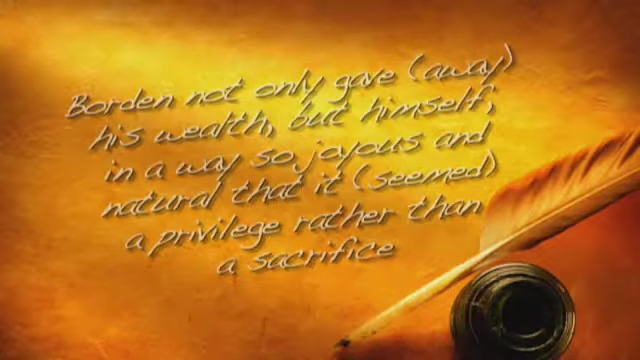 Borden not only gave (away)
his wealth, but himself,
in a way so joyous and
natural that it (seemed)
a privilege rather than
a sacrifice